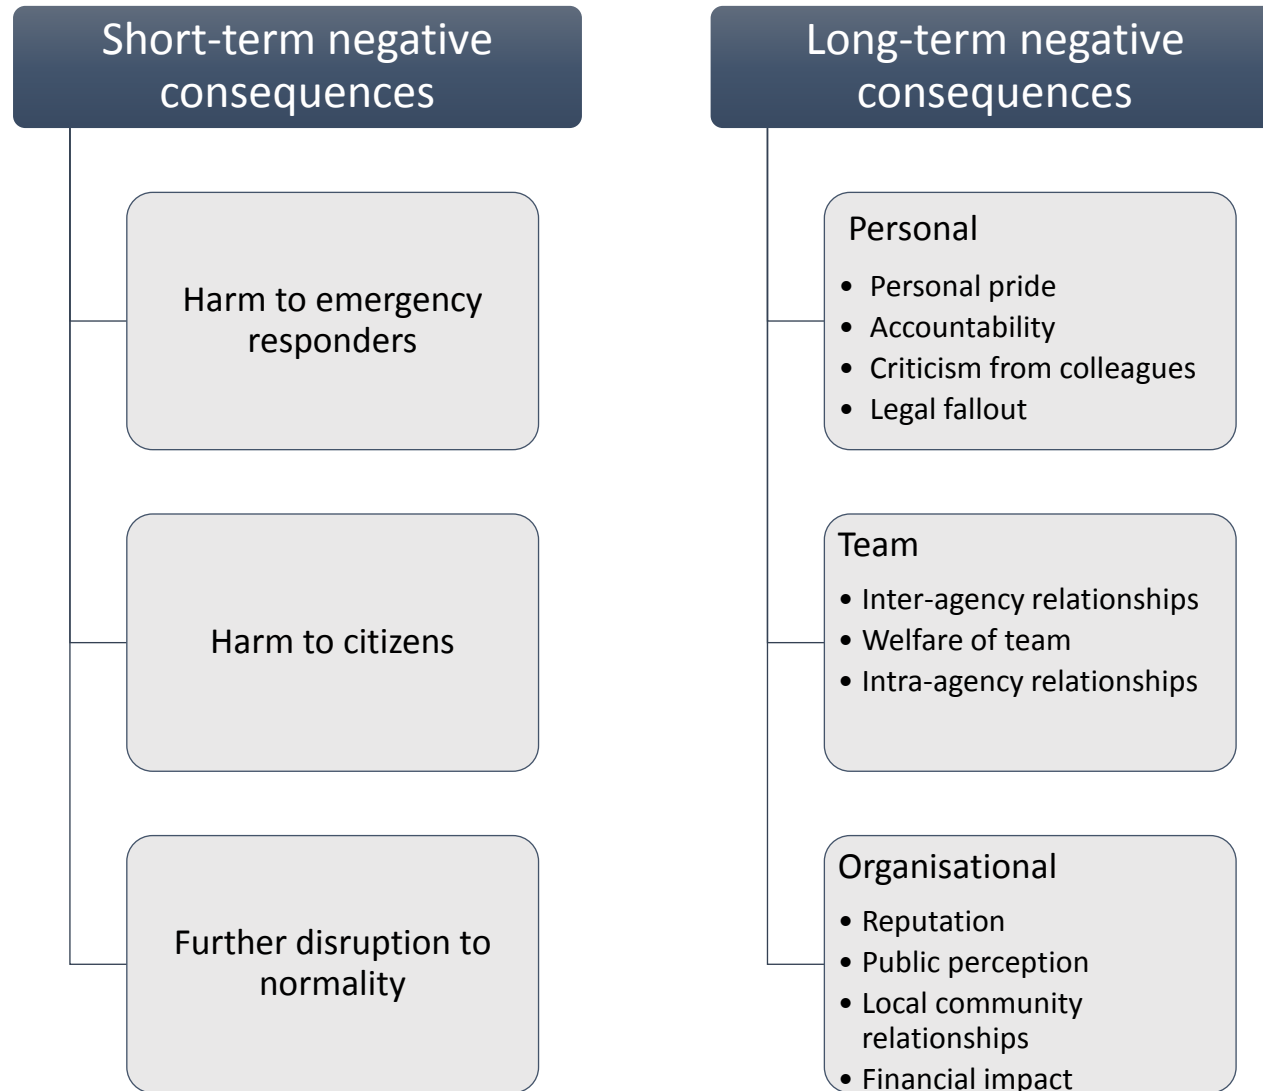 Short-term negative
consequences
Harm to emergency
responders
Harm to citizens
Further disruption to
normality
Long-term negative
consequences
Personal
• Personal pride
• Accountability
• Criticism from colleagues
• Legal fallout
Team
• Inter-agency relationships
• Welfare of team
• Intra-agency relationships
Organisational
• Reputation
• Public perception
• Local community
relationships
• Financial impact